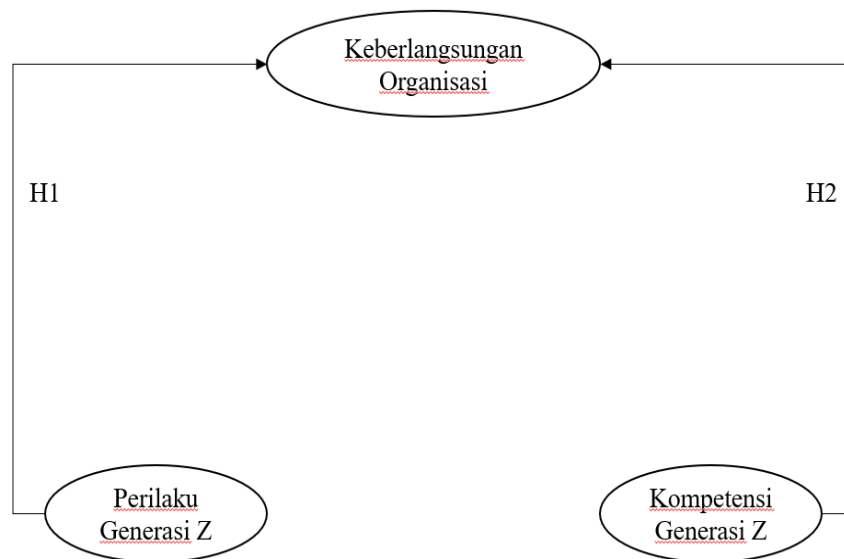 Keberlangsungan
Organisasi
H1
H2
Perilaku
Generasi Z
Kompetensi
Generasi Z